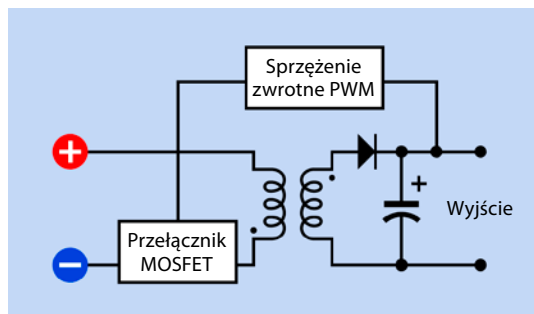 Sprzężenie
zwrotne PWM
+
+
Wyjście
Przełącznik
MOSFET
−